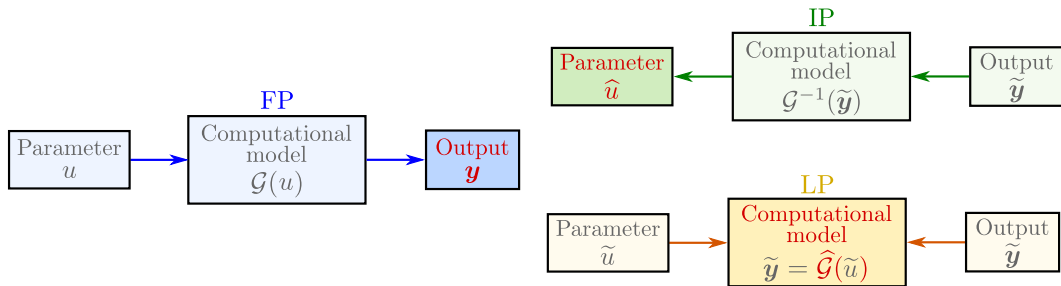 FP
Parameter
u
Computational
model
𝒢(u)
Output
𝒚
IP
Parameter
û
Computational
model
𝒢⁻¹(𝒚̃)
Output
𝒚̃
LP
Parameter
ũ
Computational
model
𝒚̃ = 𝒢̂(ũ)
Output
𝒚̃